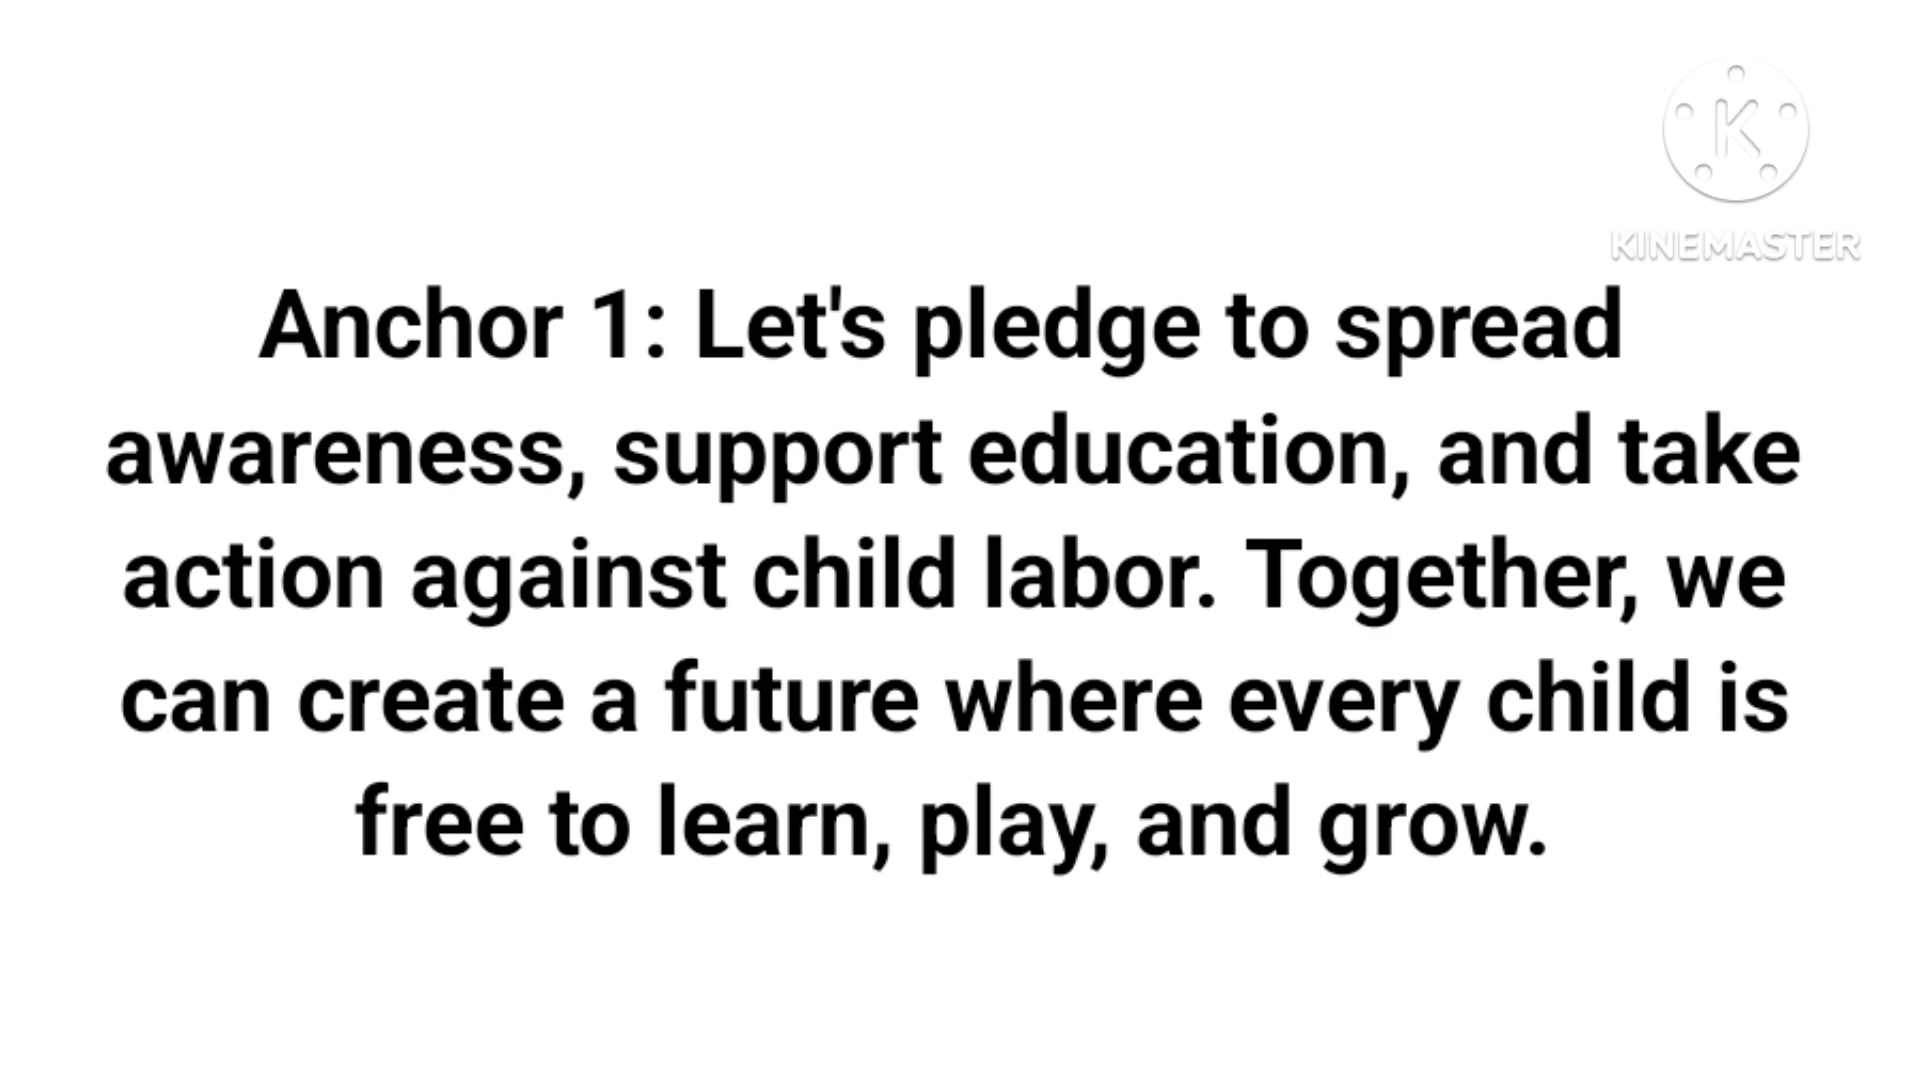 K
KINEMASTER
Anchor 1: Let's pledge to spread
awareness, support education, and take
action against child labor. Together, we
can create a future where every child is
free to learn, play, and grow.